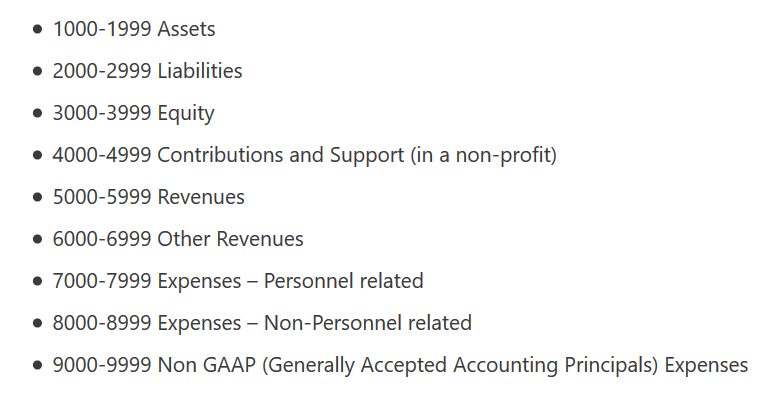 • 1000-1999 Assets
• 2000-2999 Liabilities
• 3000-3999 Equity
• 4000-4999 Contributions and Support (in a non-profit)
• 5000-5999 Revenues
• 6000-6999 Other Revenues
• 7000-7999 Expenses – Personnel related
• 8000-8999 Expenses – Non-Personnel related
• 9000-9999 Non GAAP (Generally Accepted Accounting Principals) Expenses